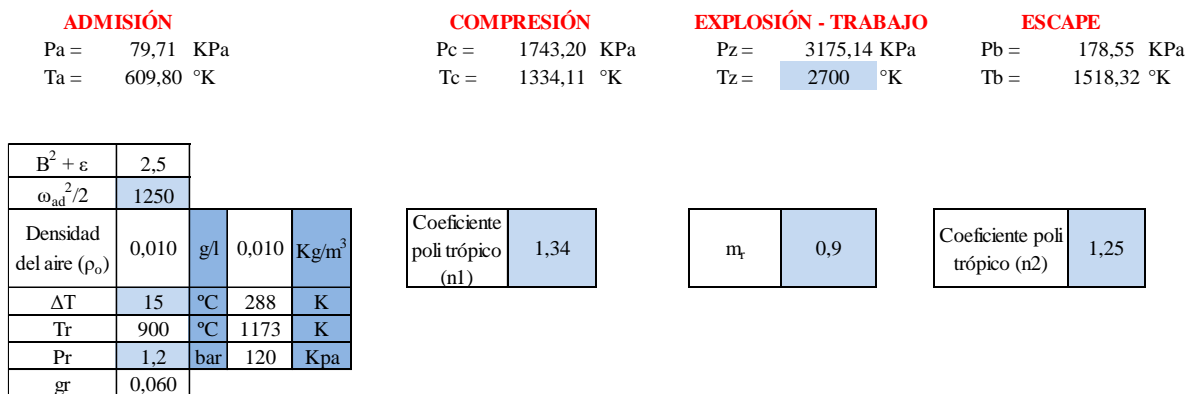 ADMISIÓN COMPRESIÓN EXPLOSIÓN - TRABAJO ESCAPE
Pa = 79,71 KPa Pc = 1743,20 KPa Pz = 3175,14 KPa Pb = 178,55 KPa
Ta = 609,80 °K Tc = 1334,11 °K Tz = 2700 °K Tb = 1518,32 °K
B² + ε 2,5
ω_ad²/2 1250
Densidad del aire (ρ_o) 0,010 g/l 0,010 Kg/m³
ΔT 15 ºC 288 K
Tr 900 ºC 1173 K
Pr 1,2 bar 120 Kpa
gr 0,060
Coeficiente
poli trópico 1,34
(n1)
m_r 0,9
Coeficiente poli
trópico (n2) 1,25